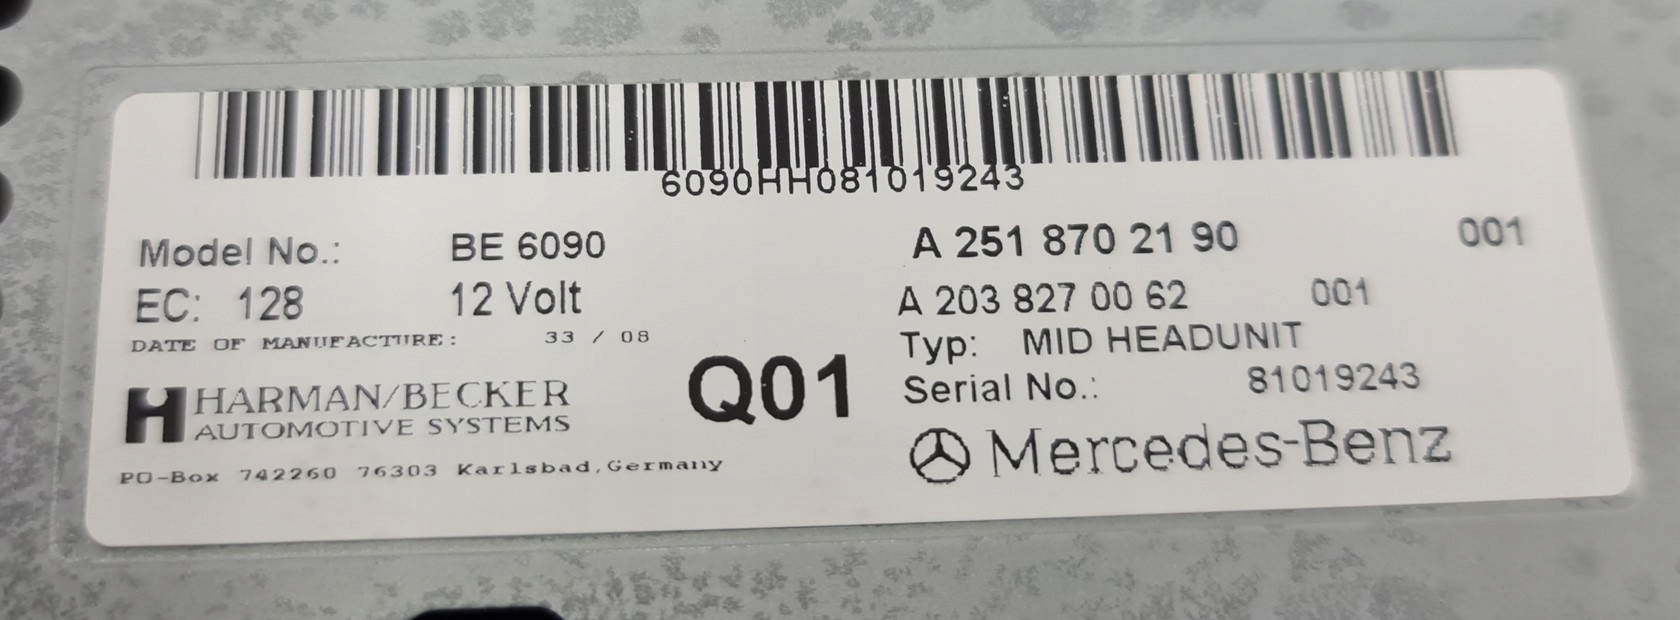 6090HH081019243
Model No.: BE 6090 A 251 870 21 90 001
EC: 128 12 Volt A 203 827 00 62 001
DATE OF MANUFACTURE: 33 / 08 Typ: MID HEADUNIT
Q01 Serial No.: 81019243
HARMAN/BECKER
AUTOMOTIVE SYSTEMS
Mercedes-Benz
PO-Box 742260 76303 Karlsbad,Germany